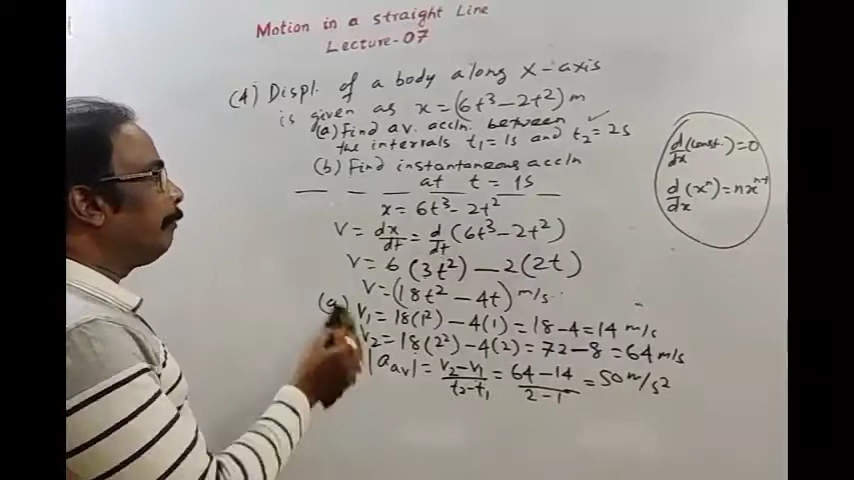 Motion in a straight Line
Lecture-07
(4) Displ. of a body along X-axis
is given as x = (6t³ - 2t²) m
(a) Find av. accln. between
the intervals t₁ = 1s and t₂ = 2s
(b) Find instantaneous accln
at t = 1s
x = 6t³ - 2t²
v = dx/dt = d/dt (6t³ - 2t²)
v = 6 (3t²) - 2(2t)
v = (18t² - 4t) m/s
(a) v₁ = 18(1²) - 4(1) = 18 - 4 = 14 m/s
v₂ = 18(2²) - 4(2) = 72 - 8 = 64 m/s
|a_av| = v₂-v₁/t₂-t₁ = 64-14/2-1 = 50 m/s²
d/dx (const.) = 0
d/dx (xⁿ) = nxⁿ⁻¹